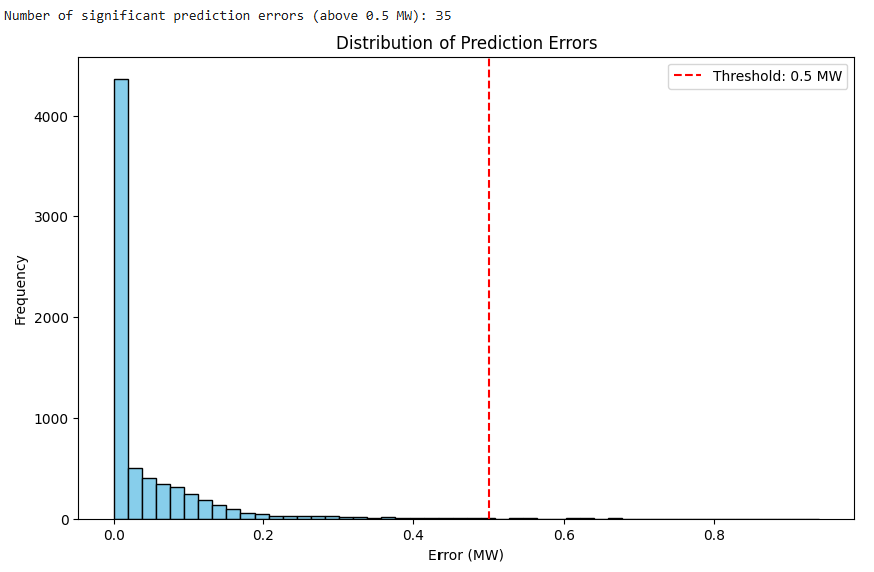 Number of significant prediction errors (above 0.5 MW): 35
Distribution of Prediction Errors
Threshold: 0.5 MW
4000
3000
2000
1000
0
Frequency
0.0 0.2 0.4 0.6 0.8
Error (MW)